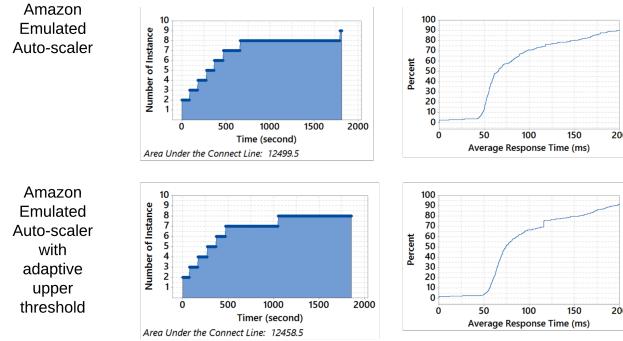 Amazon
Emulated
Auto-scaler
Number of Instance
10
9
8
7
6
5
4
3
2
1
0 500 1000 1500 2000
Time (second)
Area Under the Connect Line: 12499.5
Percent
100
90
80
70
60
50
40
30
20
10
0
0 50 100 150 20
Average Response Time (ms)
Amazon
Emulated
Auto-scaler
with
adaptive
upper
threshold
Number of Instance
10
9
8
7
6
5
4
3
2
1
0 500 1000 1500 2000
Timer (second)
Area Under the Connect Line: 12458.5
Percent
100
90
80
70
60
50
40
30
20
10
0
0 50 100 150 20
Average Response Time (ms)